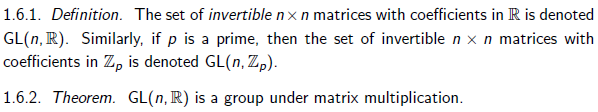 1.6.1. Definition. The set of invertible n × n matrices with coefficients in ℝ is denoted
GL(n, ℝ). Similarly, if p is a prime, then the set of invertible n × n matrices with
coefficients in ℤₚ is denoted GL(n, ℤₚ).
1.6.2. Theorem. GL(n, ℝ) is a group under matrix multiplication.